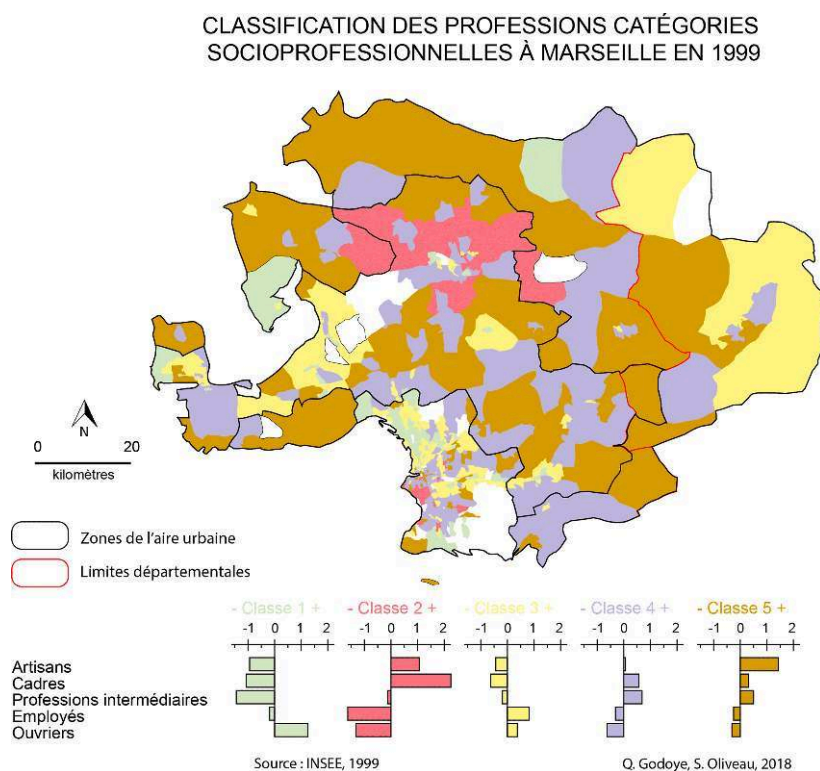 CLASSIFICATION DES PROFESSIONS CATÉGORIES
SOCIOPROFESSIONNELLES À MARSEILLE EN 1999
N
0 20
kilomètres
Zones de l'aire urbaine
Limites départementales
- Classe 1 + - Classe 2 + - Classe 3 + - Classe 4 + - Classe 5 +
-1 0 1 2 -1 0 1 2 -1 0 1 2 -1 0 1 2 -1 0 1 2
Artisans
Cadres
Professions intermédiaires
Employés
Ouvriers
Source : INSEE, 1999 Q. Godoye, S. Oliveau, 2018